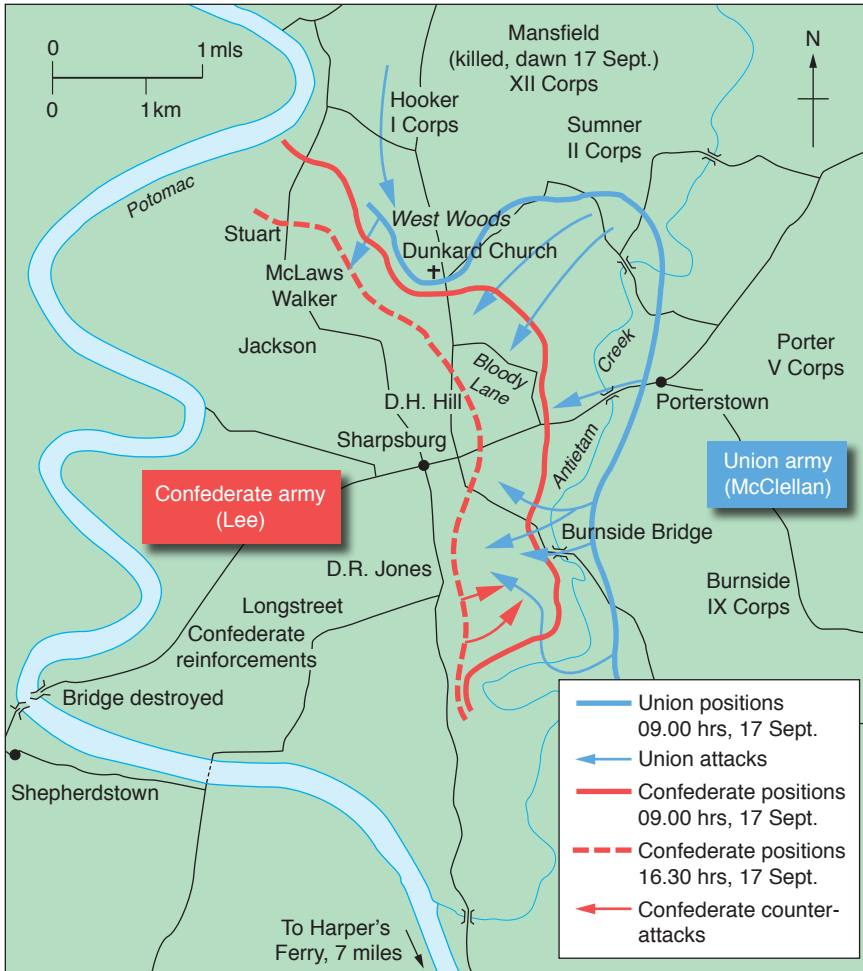 0 1 mls
0 1 km
Mansfield
(killed, dawn 17 Sept.)
XII Corps
N
Hooker
I Corps
Sumner
II Corps
Potomac
West Woods
Stuart
Dunkard Church
McLaws
Walker
Jackson
Bloody
Lane
Creek
Porter
V Corps
D.H. Hill
Porterstown
Sharpsburg
Antietam
Confederate army
(Lee)
Union army
(McClellan)
Burnside Bridge
D.R. Jones
Burnside
IX Corps
Longstreet
Confederate
reinforcements
Bridge destroyed
Shepherdstown
To Harper's
Ferry, 7 miles
Union positions
09.00 hrs, 17 Sept.
Union attacks
Confederate positions
09.00 hrs, 17 Sept.
Confederate positions
16.30 hrs, 17 Sept.
Confederate counter-
attacks